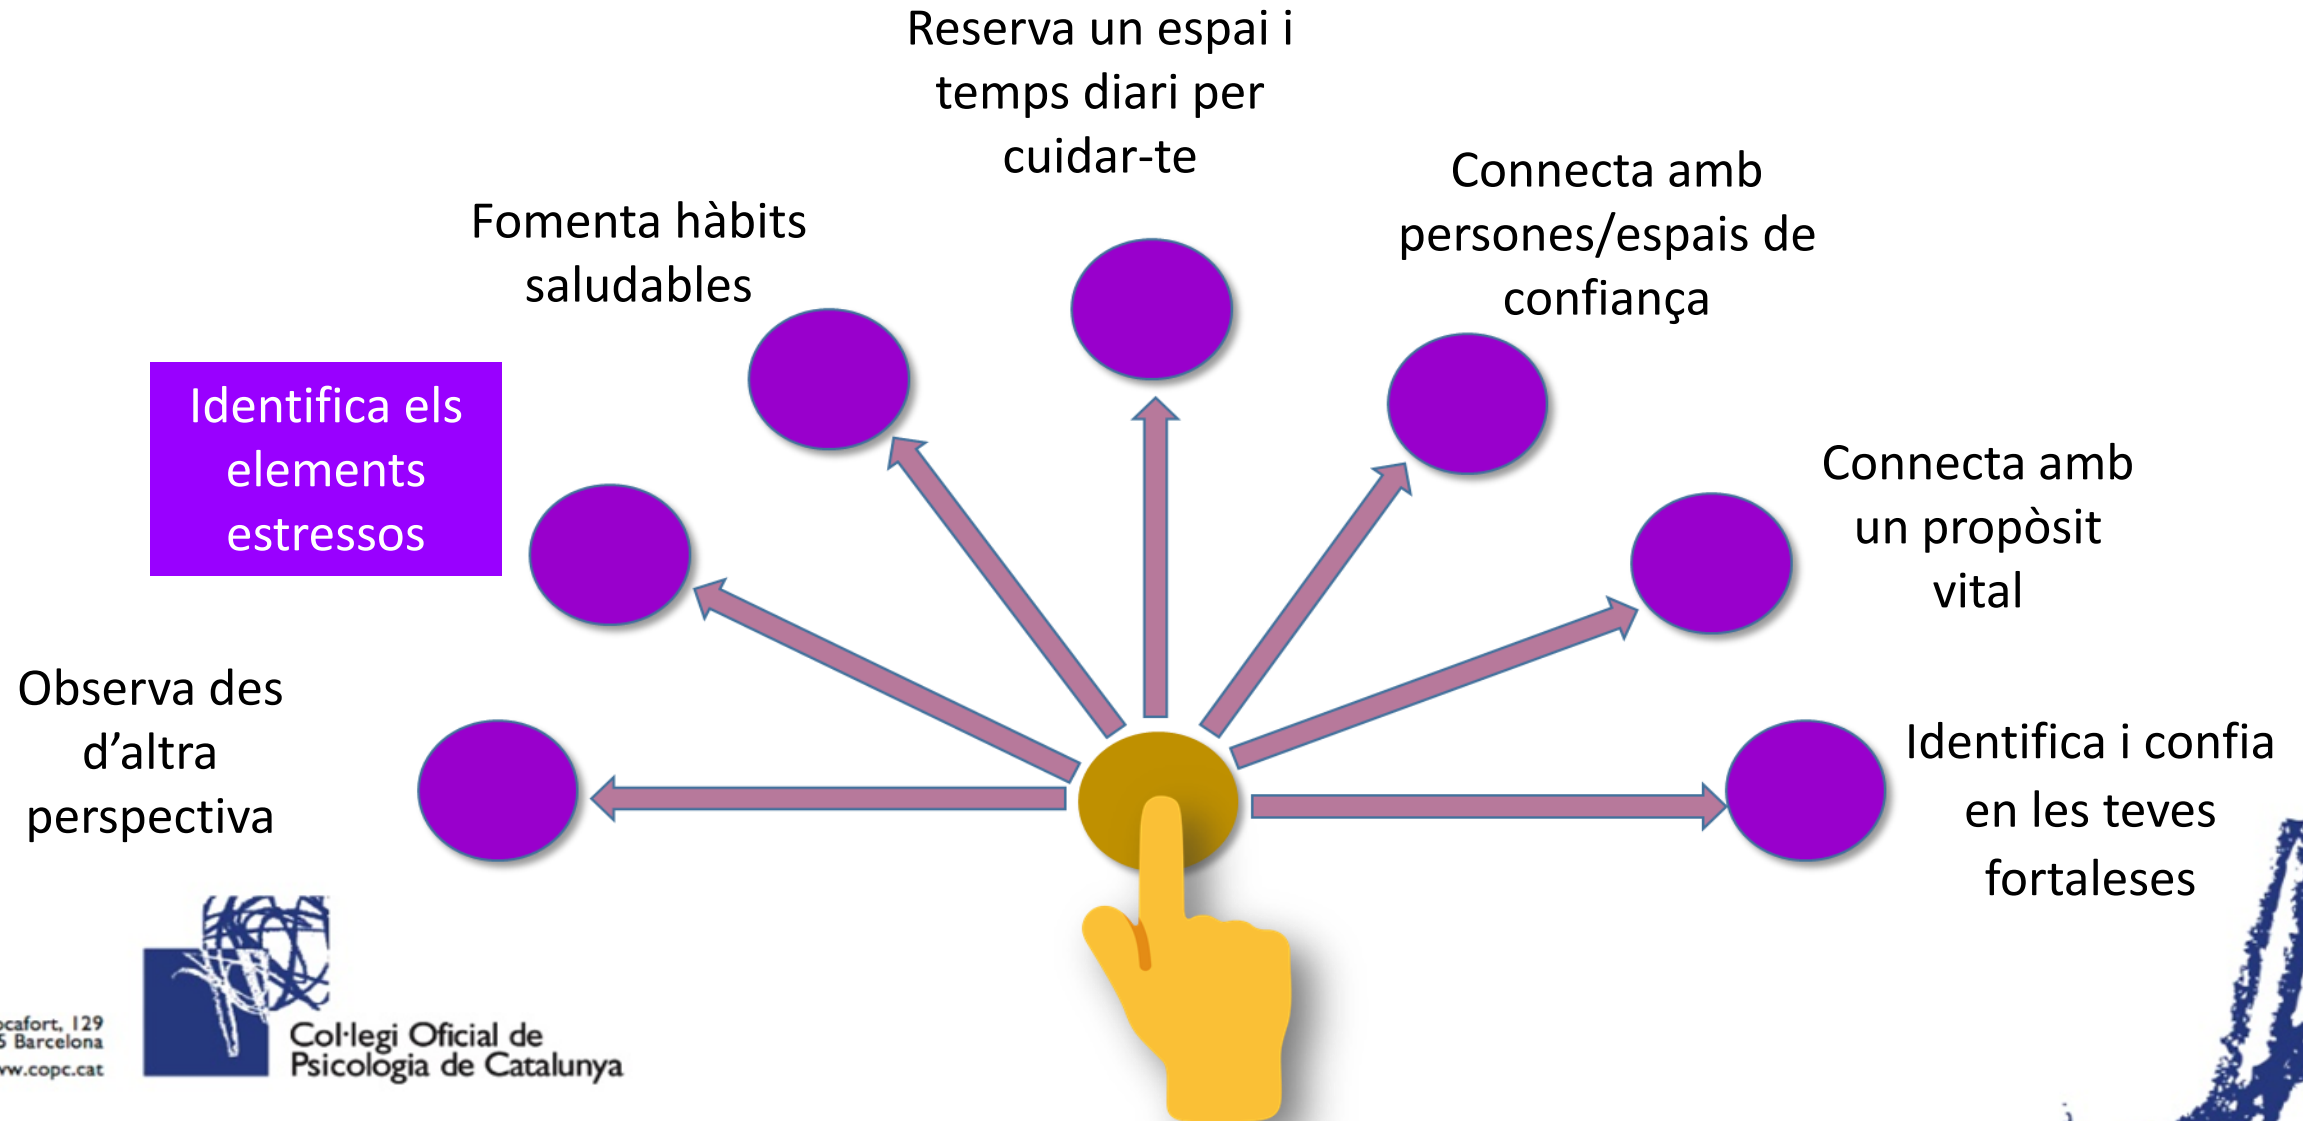 Reserva un espai i
temps diari per
cuidar-te
Connecta amb
persones/espais de
confiança
Fomenta hàbits
saludables
Identifica els
elements
estressos
Connecta amb
un propòsit
vital
Observa des
d’altra
perspectiva
Identifica i confia
en les teves
fortaleses
129
Barcelona
Col·legi Oficial de
Psicologia de Catalunya